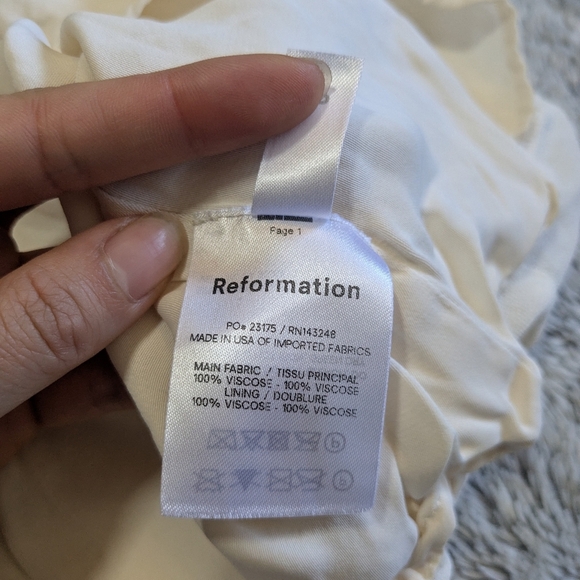 Page 1
Reformation
PO# 23175 / RN143248
MADE IN USA OF IMPORTED FABRICS
MAIN FABRIC / TISSU PRINCIPAL
100% VISCOSE - 100% VISCOSE
LINING / DOUBLURE
100% VISCOSE - 100% VISCOSE